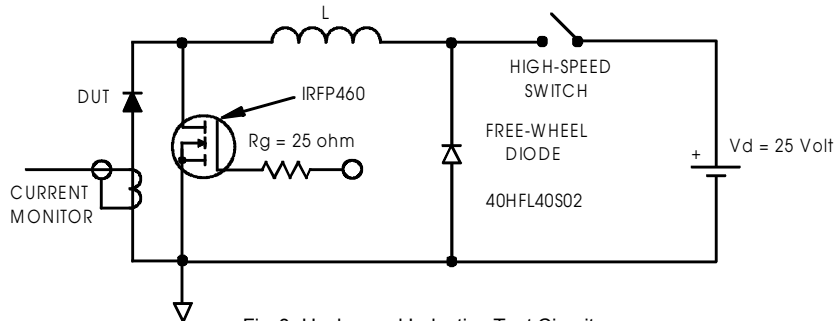 L
HIGH-SPEED
SWITCH
DUT
IRFP460
Rg = 25 ohm
FREE-WHEEL
DIODE
+
Vd = 25 Volt
40HFL40S02
CURRENT
MONITOR